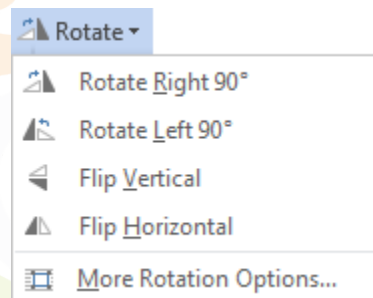 Rotate
Rotate Right 90°
Rotate Left 90°
Flip Vertical
Flip Horizontal
More Rotation Options...